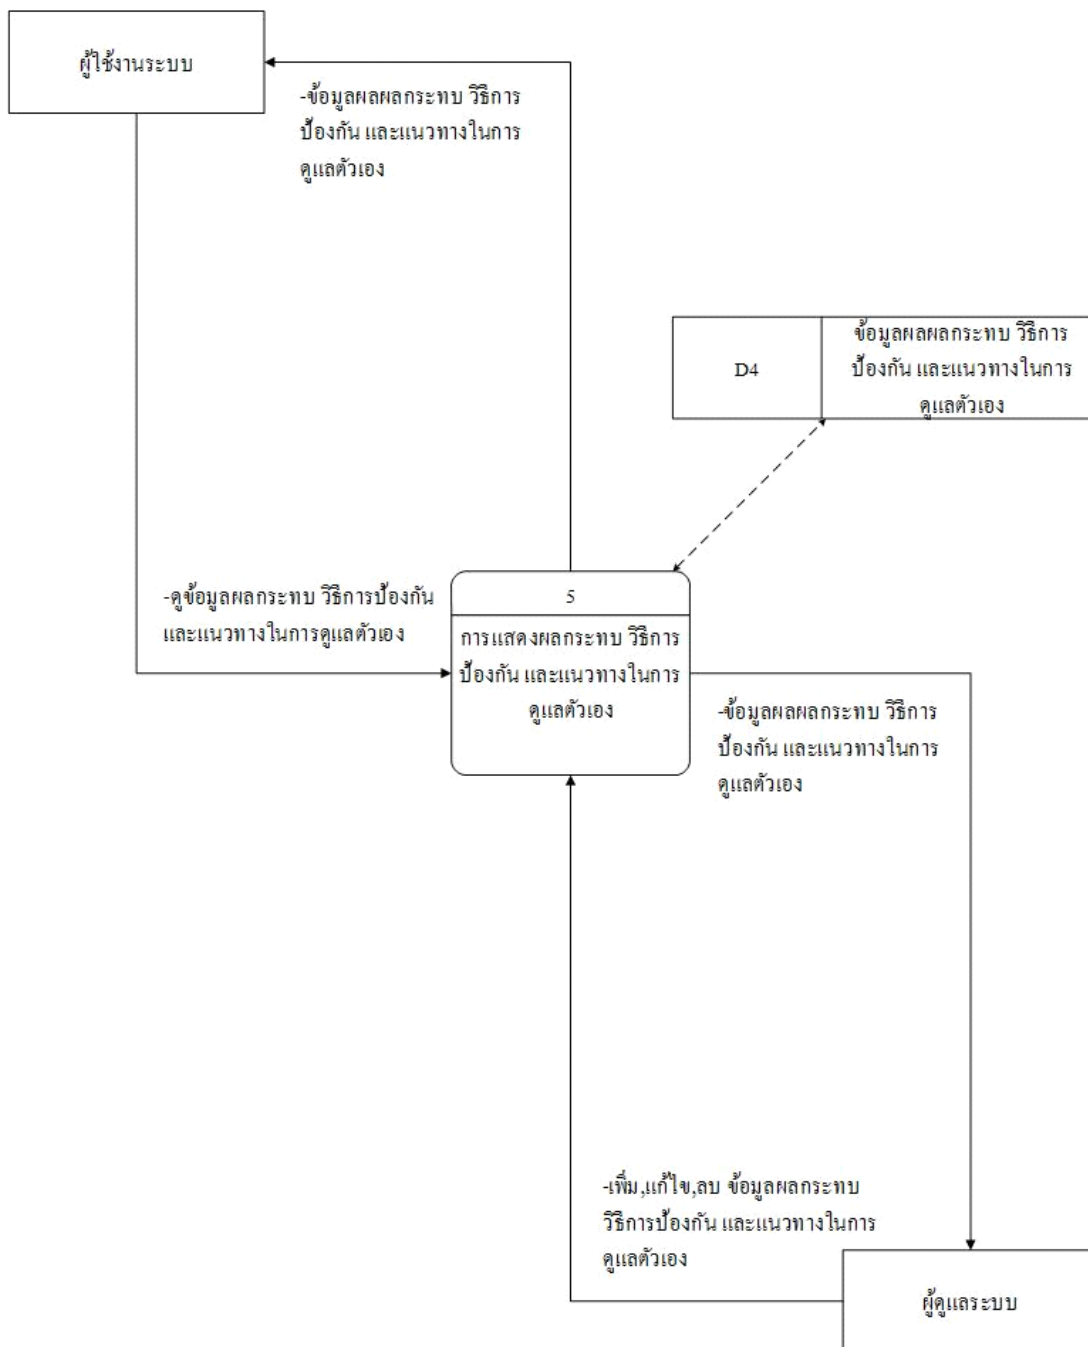 ผู้ใช้งานระบบ
-ข้อมูลผลผลกระทบ วิธีการ
ป้องกัน และแนวทางในการ
ดูแลตัวเอง
D4
ข้อมูลผลผลกระทบ วิธีการ
ป้องกัน และแนวทางในการ
ดูแลตัวเอง
-ดูข้อมูลผลกระทบ วิธีการป้องกัน
และแนวทางในการดูแลตัวเอง
5
การแสดงผลกระทบ วิธีการ
ป้องกัน และแนวทางในการ
ดูแลตัวเอง
-ข้อมูลผลผลกระทบ วิธีการ
ป้องกัน และแนวทางในการ
ดูแลตัวเอง
-เพิ่ม,แก้ไข,ลบ ข้อมูลผลกระทบ
วิธีการป้องกัน และแนวทางในการ
ดูแลตัวเอง
ผู้ดูแลระบบ